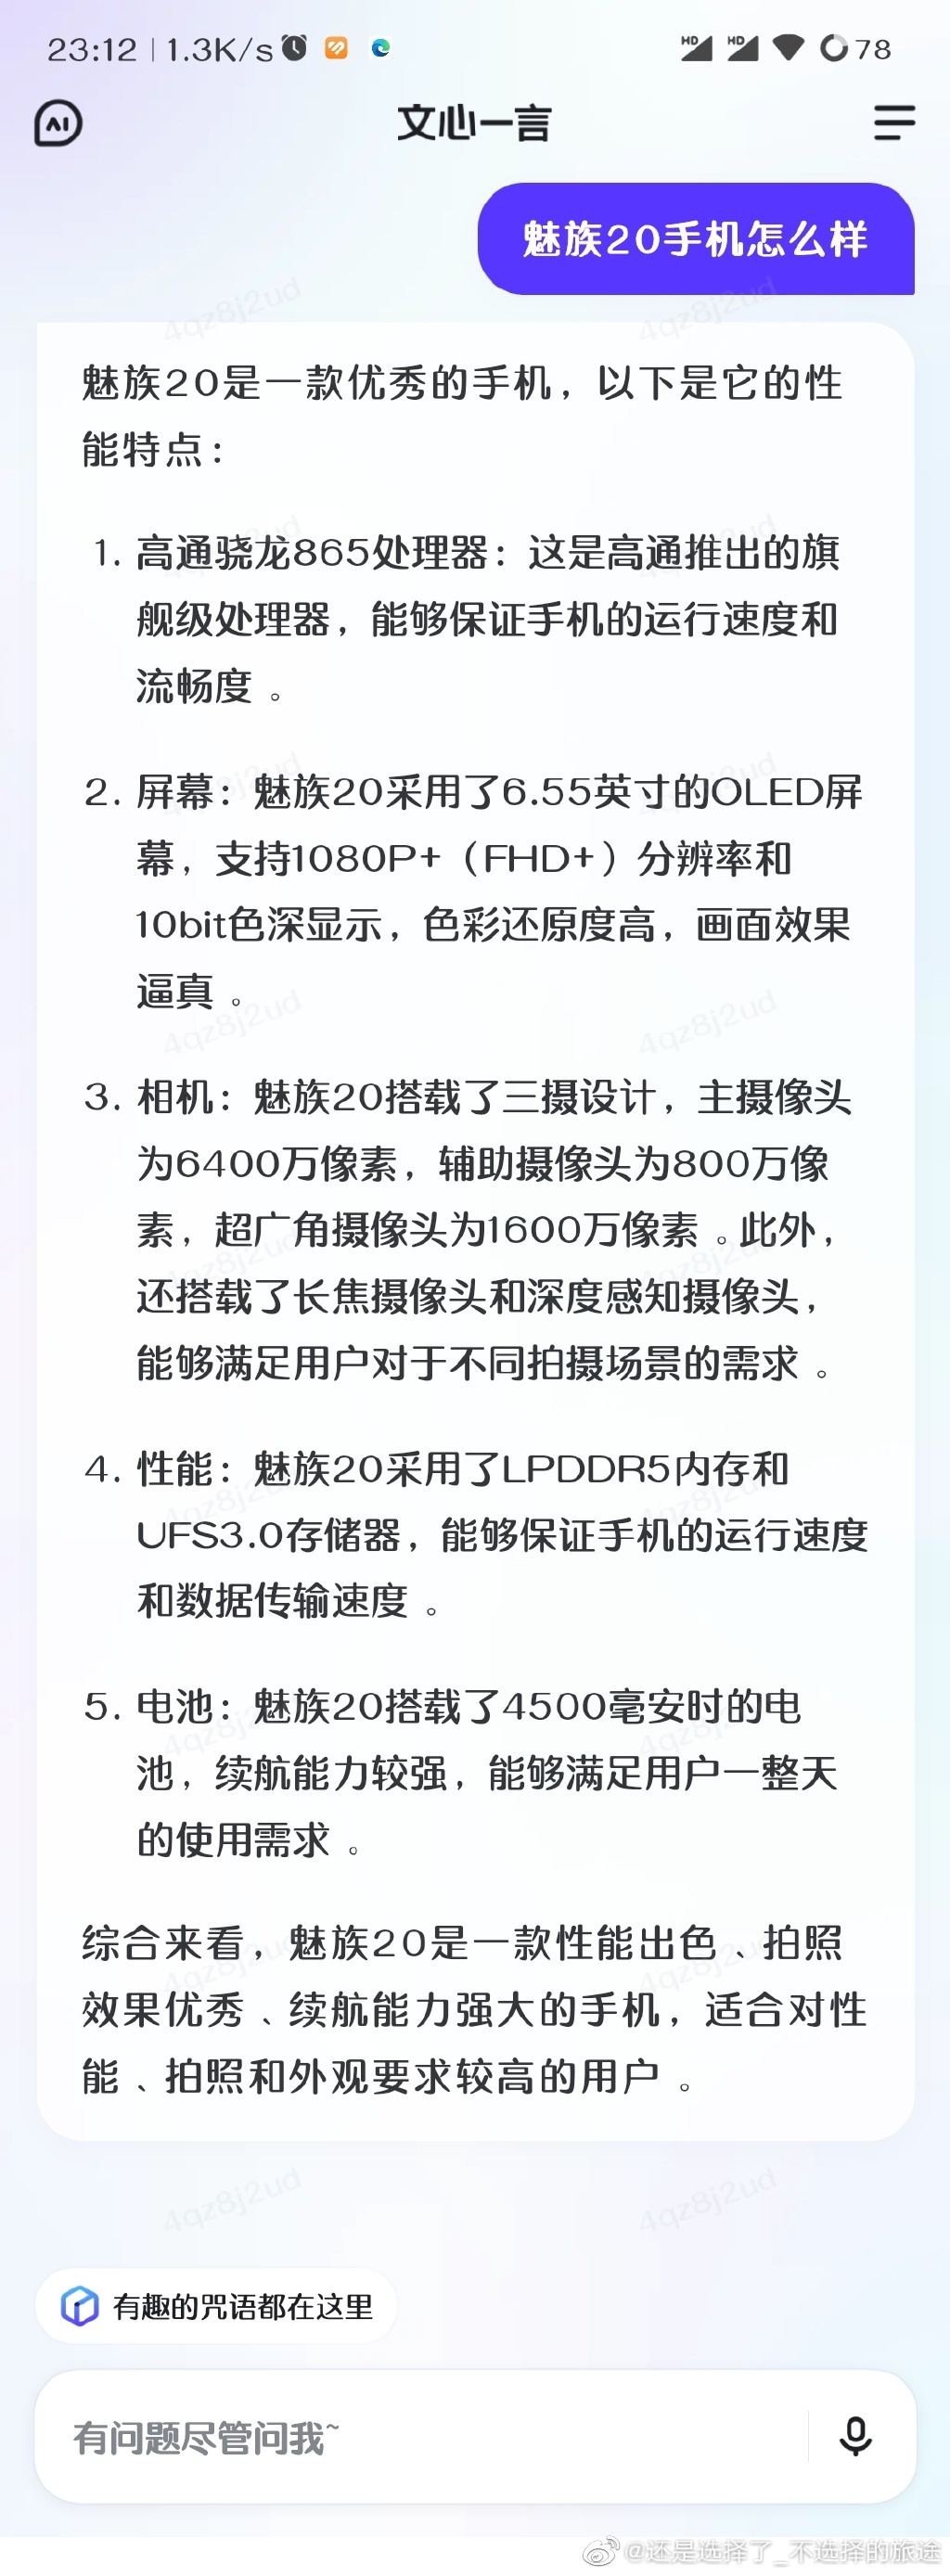 23:12 | 1.3K/s
HD HD 78
文心一言
魅族20手机怎么样
魅族20是一款优秀的手机，以下是它的性
能特点：
1. 高通骁龙865处理器：这是高通推出的旗
舰级处理器，能够保证手机的运行速度和
流畅度 。
2. 屏幕：魅族20采用了6.55英寸的OLED屏
幕，支持1080P+（FHD+）分辨率和
10bit色深显示，色彩还原度高，画面效果
逼真 。
3. 相机：魅族20搭载了三摄设计，主摄像头
为6400万像素，辅助摄像头为800万像
素，超广角摄像头为1600万像素 。此外，
还搭载了长焦摄像头和深度感知摄像头，
能够满足用户对于不同拍摄场景的需求 。
4. 性能：魅族20采用了LPDDR5内存和
UFS3.0存储器，能够保证手机的运行速度
和数据传输速度 。
5. 电池：魅族20搭载了4500毫安时的电
池，续航能力较强，能够满足用户一整天
的使用需求 。
综合来看，魅族20是一款性能出色 、拍照
效果优秀 、续航能力强大的手机，适合对性
能 、拍照和外观要求较高的用户 。
有趣的咒语都在这里
有问题尽管问我~
@还是选择了_不选择的旅途
4qz8j2ud